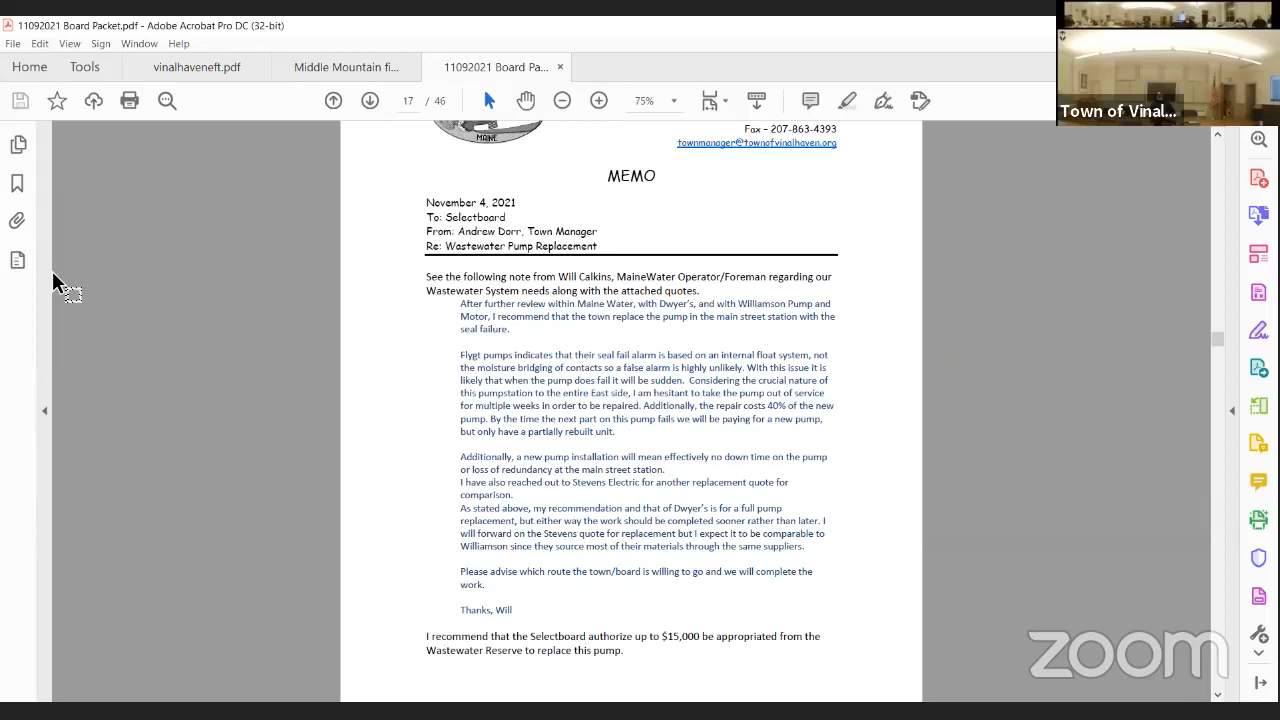 11092021 Board Packet.pdf - Adobe Acrobat Pro DC (32-bit)
File Edit View Sign Window Help
Home Tools vinalhaveneft.pdf Middle Mountain fi... 11092021 Board Pa... ×
17 / 46 75%
Town of Vinal...
MAINE
Fax – 207-863-4393
townmanager@townofvinalhaven.org
MEMO
November 4, 2021
To: Selectboard
From: Andrew Dorr, Town Manager
Re: Wastewater Pump Replacement
See the following note from Will Calkins, MaineWater Operator/Foreman regarding our
Wastewater System needs along with the attached quotes.
After further review within Maine Water, with Dwyer's, and with Williamson Pump and
Motor, I recommend that the town replace the pump in the main street station with the
seal failure.
Flygt pumps indicates that their seal fail alarm is based on an internal float system, not
the moisture bridging of contacts so a false alarm is highly unlikely. With this issue it is
likely that when the pump does fail it will be sudden. Considering the crucial nature of
this pumpstation to the entire East side, I am hesitant to take the pump out of service
for multiple weeks in order to be repaired. Additionally, the repair costs 40% of the new
pump. By the time the next part on this pump fails we will be paying for a new pump,
but only have a partially rebuilt unit.
Additionally, a new pump installation will mean effectively no down time on the pump
or loss of redundancy at the main street station.
I have also reached out to Stevens Electric for another replacement quote for
comparison.
As stated above, my recommendation and that of Dwyer's is for a full pump
replacement, but either way the work should be completed sooner rather than later. I
will forward on the Stevens quote for replacement but I expect it to be comparable to
Williamson since they source most of their materials through the same suppliers.
Please advise which route the town/board is willing to go and we will complete the
work.
Thanks, Will
I recommend that the Selectboard authorize up to $15,000 be appropriated from the
Wastewater Reserve to replace this pump.
zoom